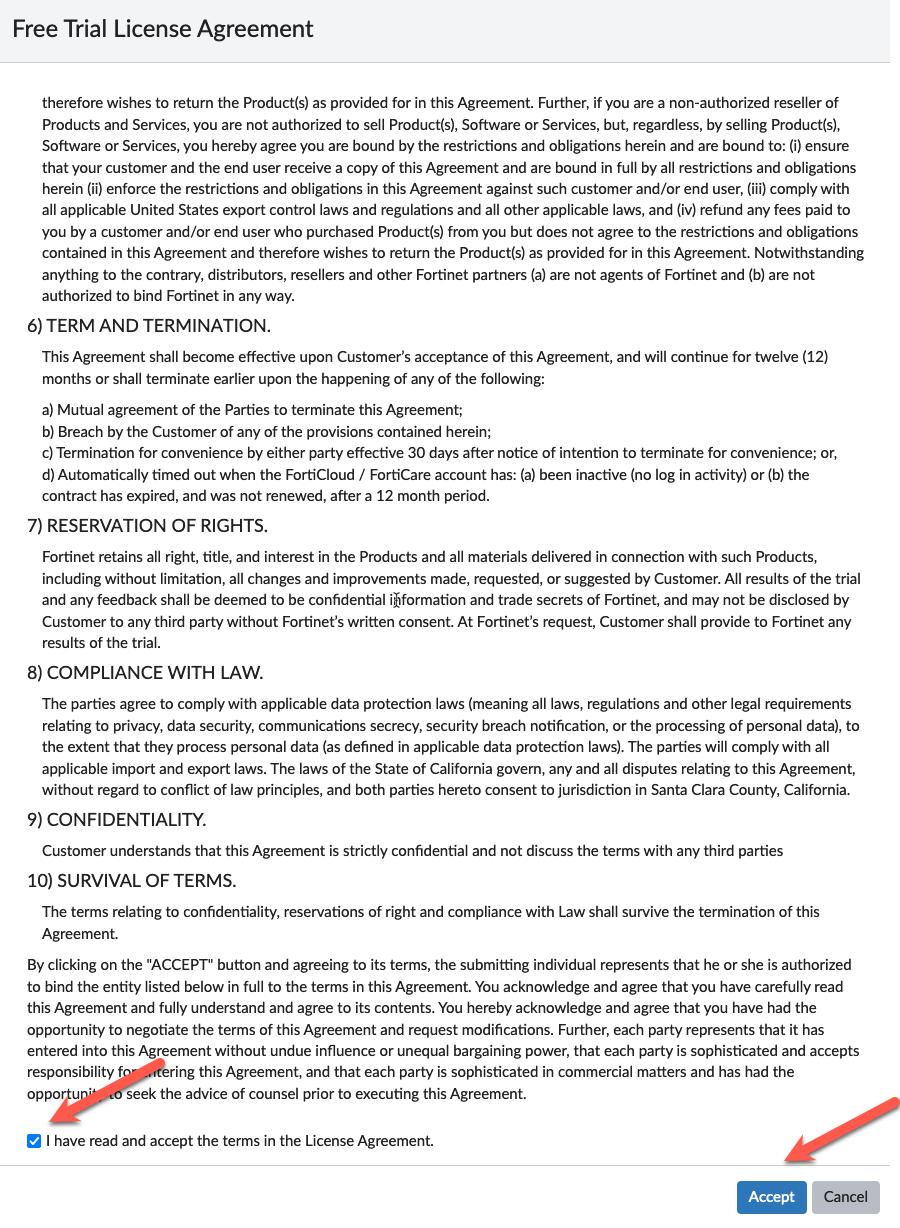 Free Trial License Agreement
therefore wishes to return the Product(s) as provided for in this Agreement. Further, if you are a non-authorized reseller of
Products and Services, you are not authorized to sell Product(s), Software or Services, but, regardless, by selling Product(s),
Software or Services, you hereby agree you are bound by the restrictions and obligations herein and are bound to: (i) ensure
that your customer and the end user receive a copy of this Agreement and are bound in full by all restrictions and obligations
herein (ii) enforce the restrictions and obligations in this Agreement against such customer and/or end user, (iii) comply with
all applicable United States export control laws and regulations and all other applicable laws, and (iv) refund any fees paid to
you by a customer and/or end user who purchased Product(s) from you but does not agree to the restrictions and obligations
contained in this Agreement and therefore wishes to return the Product(s) as provided for in this Agreement. Notwithstanding
anything to the contrary, distributors, resellers and other Fortinet partners (a) are not agents of Fortinet and (b) are not
authorized to bind Fortinet in any way.
6) TERM AND TERMINATION.
This Agreement shall become effective upon Customer’s acceptance of this Agreement, and will continue for twelve (12)
months or shall terminate earlier upon the happening of any of the following:
a) Mutual agreement of the Parties to terminate this Agreement;
b) Breach by the Customer of any of the provisions contained herein;
c) Termination for convenience by either party effective 30 days after notice of intention to terminate for convenience; or,
d) Automatically timed out when the FortiCloud / FortiCare account has: (a) been inactive (no log in activity) or (b) the
contract has expired, and was not renewed, after a 12 month period.
7) RESERVATION OF RIGHTS.
Fortinet retains all right, title, and interest in the Products and all materials delivered in connection with such Products,
including without limitation, all changes and improvements made, requested, or suggested by Customer. All results of the trial
and any feedback shall be deemed to be confidential information and trade secrets of Fortinet, and may not be disclosed by
Customer to any third party without Fortinet’s written consent. At Fortinet’s request, Customer shall provide to Fortinet any
results of the trial.
8) COMPLIANCE WITH LAW.
The parties agree to comply with applicable data protection laws (meaning all laws, regulations and other legal requirements
relating to privacy, data security, communications secrecy, security breach notification, or the processing of personal data), to
the extent that they process personal data (as defined in applicable data protection laws). The parties will comply with all
applicable import and export laws. The laws of the State of California govern, any and all disputes relating to this Agreement,
without regard to conflict of law principles, and both parties hereto consent to jurisdiction in Santa Clara County, California.
9) CONFIDENTIALITY.
Customer understands that this Agreement is strictly confidential and not discuss the terms with any third parties
10) SURVIVAL OF TERMS.
The terms relating to confidentiality, reservations of right and compliance with Law shall survive the termination of this
Agreement.
By clicking on the "ACCEPT" button and agreeing to its terms, the submitting individual represents that he or she is authorized
to bind the entity listed below in full to the terms in this Agreement. You acknowledge and agree that you have carefully read
this Agreement and fully understand and agree to its contents. You hereby acknowledge and agree that you have had the
opportunity to negotiate the terms of this Agreement and request modifications. Further, each party represents that it has
entered into this Agreement without undue influence or unequal bargaining power, that each party is sophisticated and accepts
responsibility for entering this Agreement, and that each party is sophisticated in commercial matters and has had the
opportunity to seek the advice of counsel prior to executing this Agreement.
I have read and accept the terms in the License Agreement.
Accept Cancel